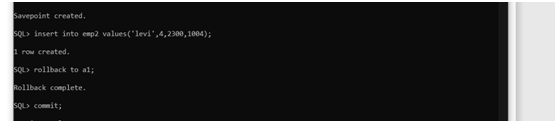 Savepoint created.
SQL> insert into emp2 values('levi',4,2300,1004);
1 row created.
SQL> rollback to a1;
Rollback complete.
SQL> commit;